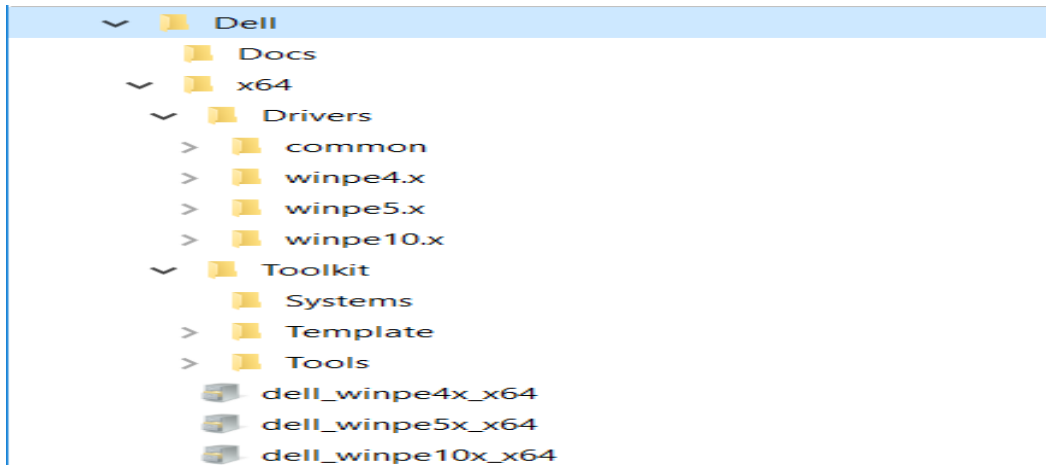 Dell
Docs
x64
Drivers
common
winpe4.x
winpe5.x
winpe10.x
Toolkit
Systems
Template
Tools
dell_winpe4x_x64
dell_winpe5x_x64
dell_winpe10x_x64